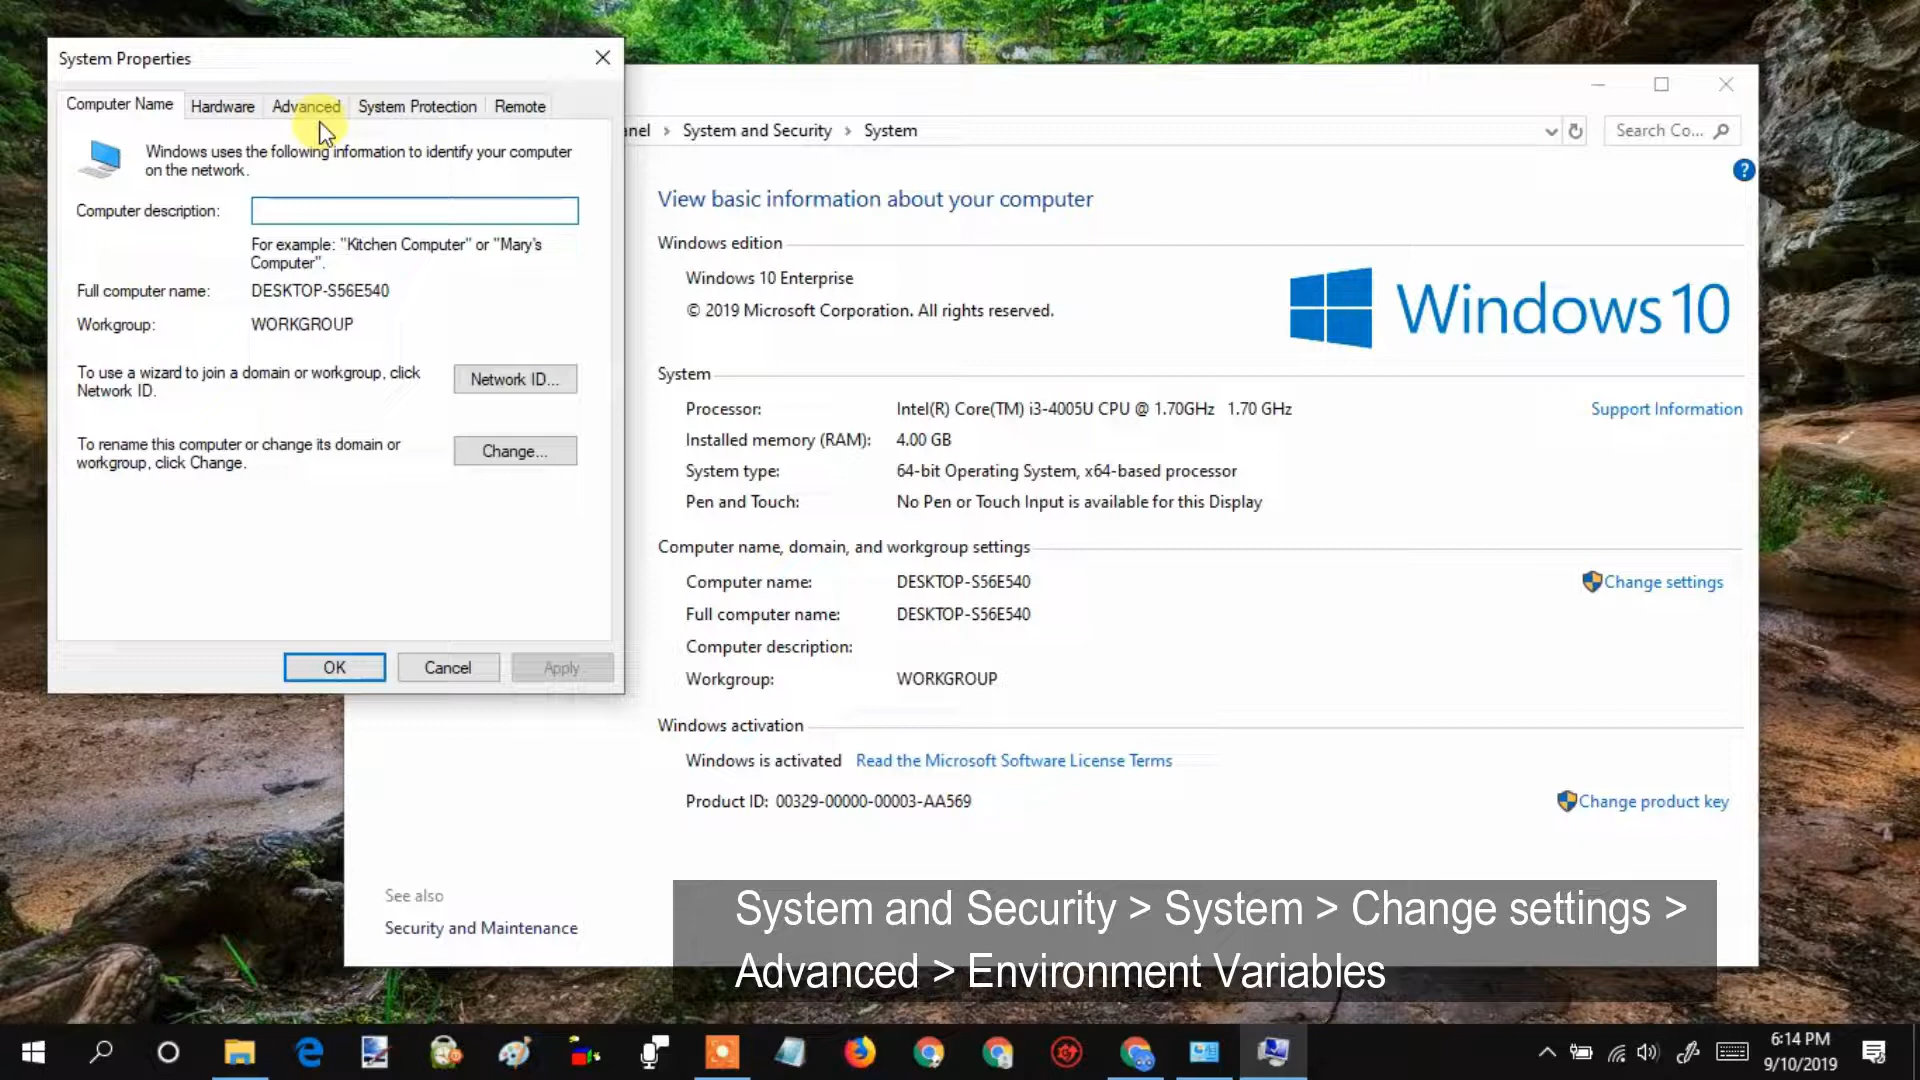 System Properties
Computer Name Hardware Advanced System Protection Remote
Windows uses the following information to identify your computer
on the network.
Computer description:
For example: "Kitchen Computer" or "Mary's
Computer".
Full computer name: DESKTOP-S56E540
Workgroup: WORKGROUP
To use a wizard to join a domain or workgroup, click
Network ID.
Network ID...
To rename this computer or change its domain or
workgroup, click Change.
Change...
OK Cancel Apply
anel > System and Security > System
Search Co...
?
View basic information about your computer
Windows edition
Windows 10 Enterprise
© 2019 Microsoft Corporation. All rights reserved.
Windows 10
System
Processor: Intel(R) Core(TM) i3-4005U CPU @ 1.70GHz 1.70 GHz
Support Information
Installed memory (RAM): 4.00 GB
System type: 64-bit Operating System, x64-based processor
Pen and Touch: No Pen or Touch Input is available for this Display
Computer name, domain, and workgroup settings
Computer name: DESKTOP-S56E540
Change settings
Full computer name: DESKTOP-S56E540
Computer description:
Workgroup: WORKGROUP
Windows activation
Windows is activated Read the Microsoft Software License Terms
Product ID: 00329-00000-00003-AA569
Change product key
See also
Security and Maintenance
System and Security > System > Change settings >
Advanced > Environment Variables
6:14 PM
9/10/2019